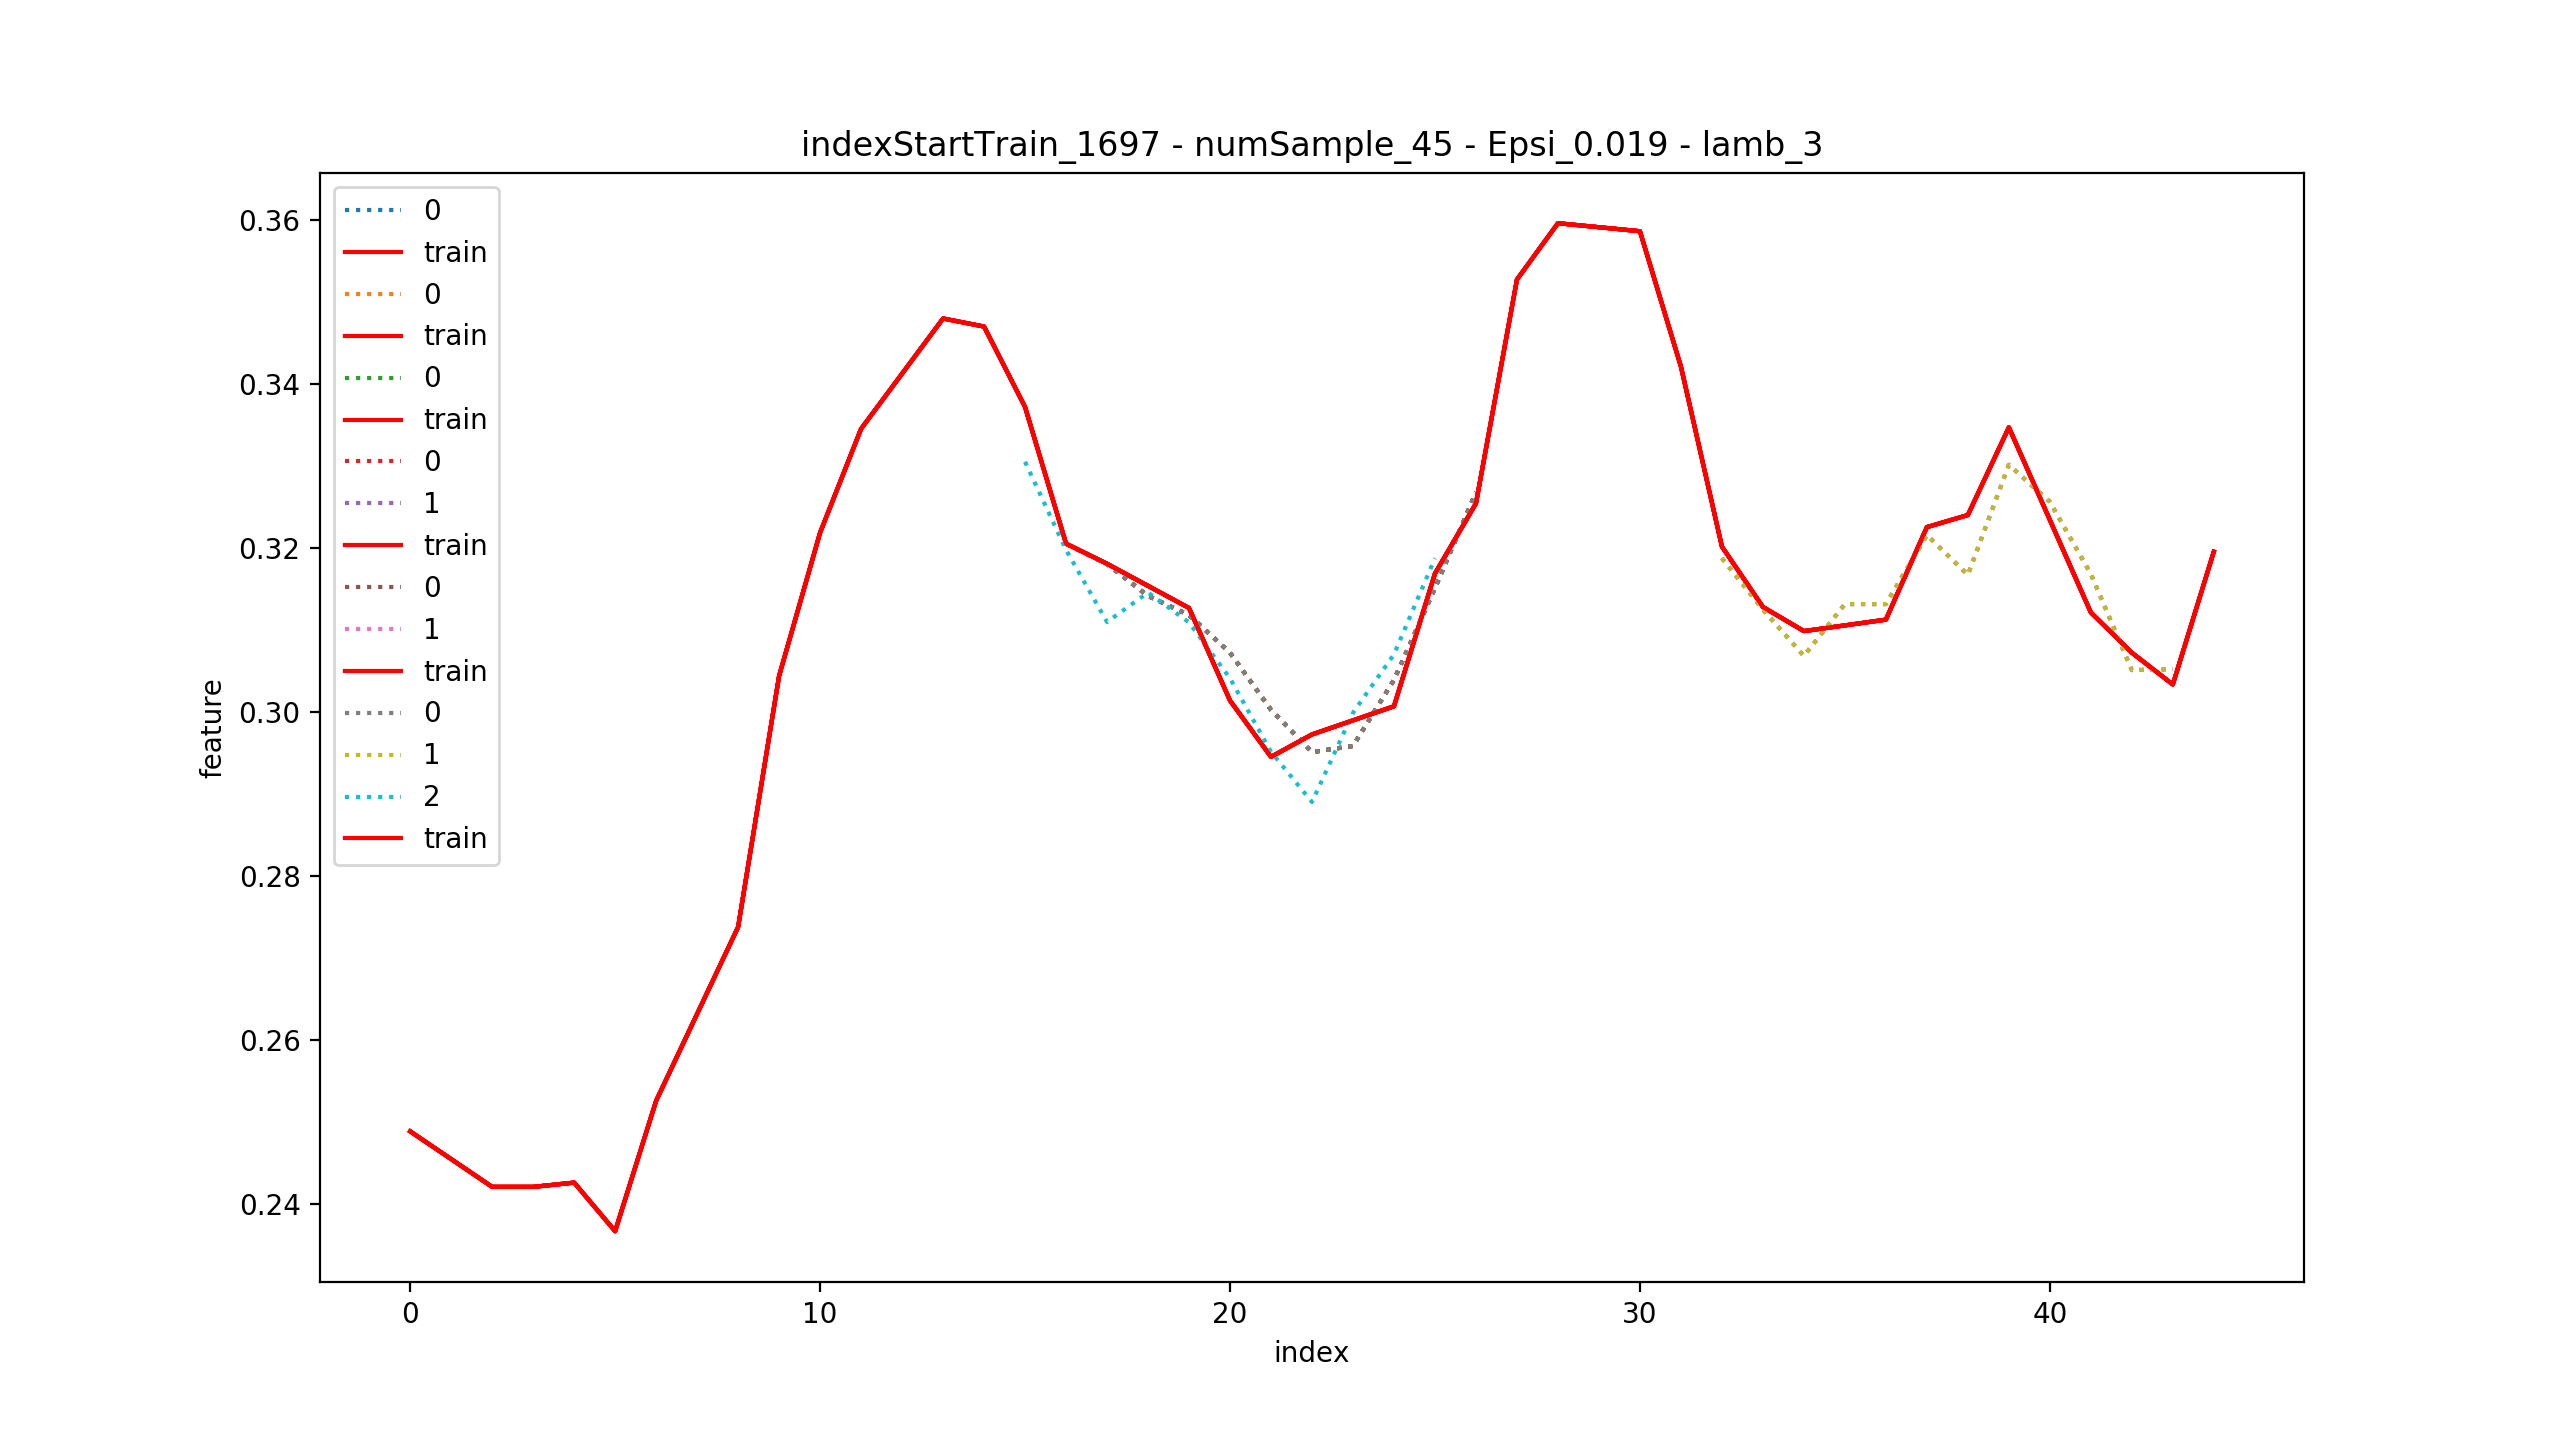 indexStartTrain_1697 - numSample_45 - Epsi_0.019 - lamb_3
0
train
0
train
0
train
0
1
train
0
1
train
0
1
2
train
0.36
0.34
0.32
0.30
0.28
0.26
0.24
feature
0 10 20 30 40
index